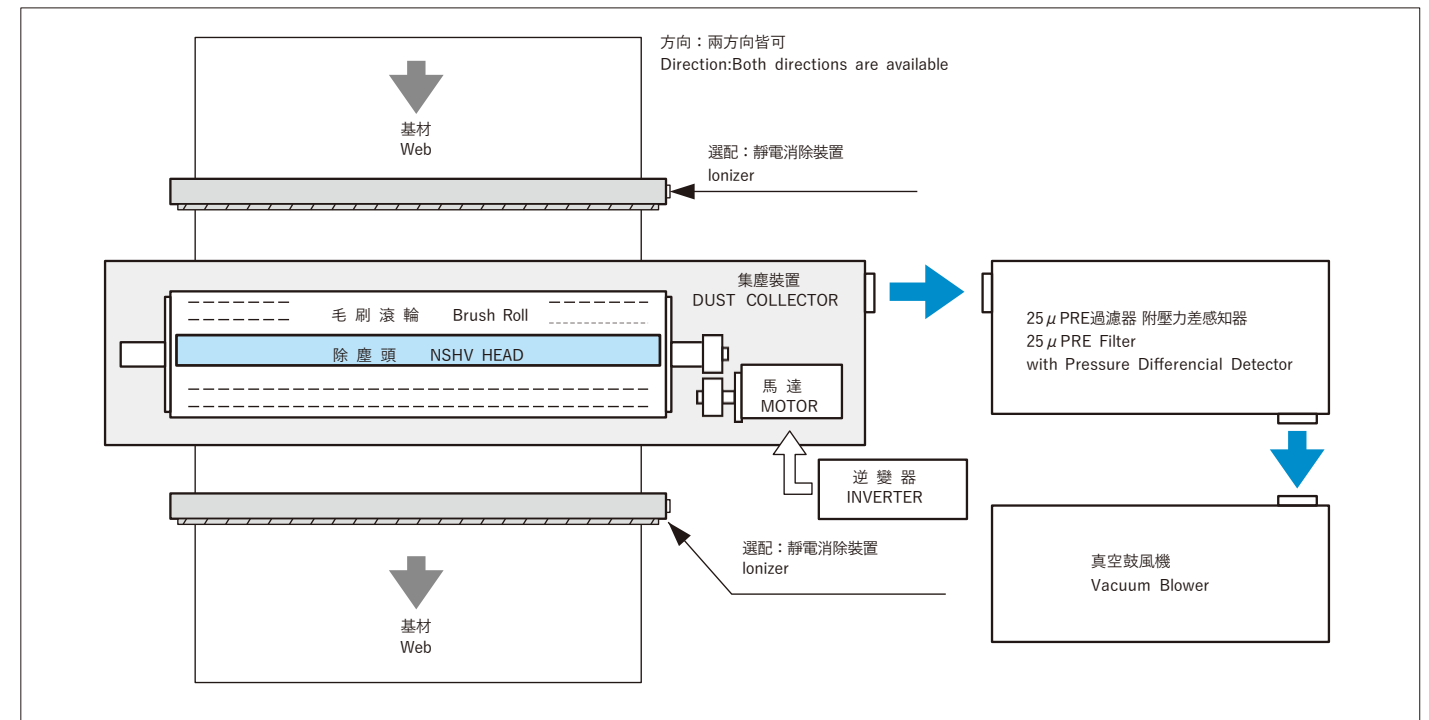 方向：兩方向皆可
Direction:Both directions are available
基材
Web
選配：靜電消除裝置
Ionizer
集塵裝置
DUST COLLECTOR
毛刷滾輪 Brush Roll
除塵頭 NSHV HEAD
馬達
MOTOR
25μPRE過濾器 附壓力差感知器
25μPRE Filter
with Pressure Differencial Detector
逆變器
INVERTER
選配：靜電消除裝置
Ionizer
真空鼓風機
Vacuum Blower
基材
Web